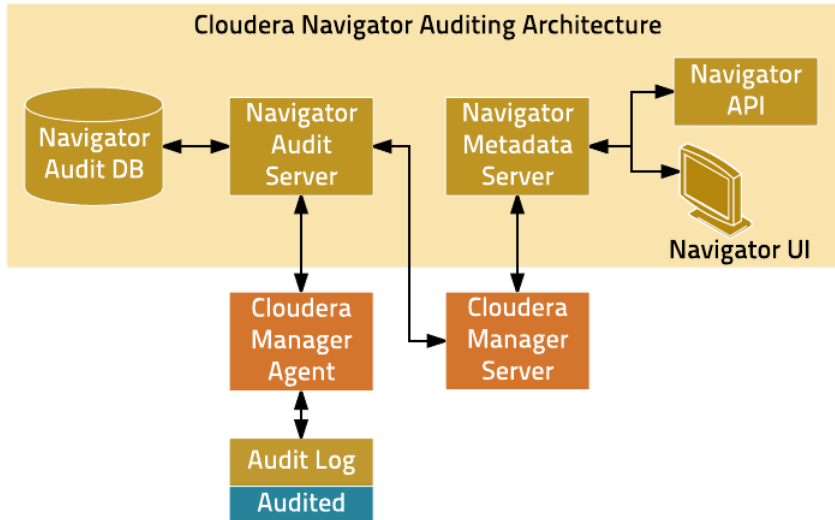 Cloudera Navigator Auditing Architecture
Navigator
Audit DB
Navigator
Audit
Server
Navigator
Metadata
Server
Navigator
API
Navigator UI
Cloudera
Manager
Agent
Cloudera
Manager
Server
Audit Log
Audited